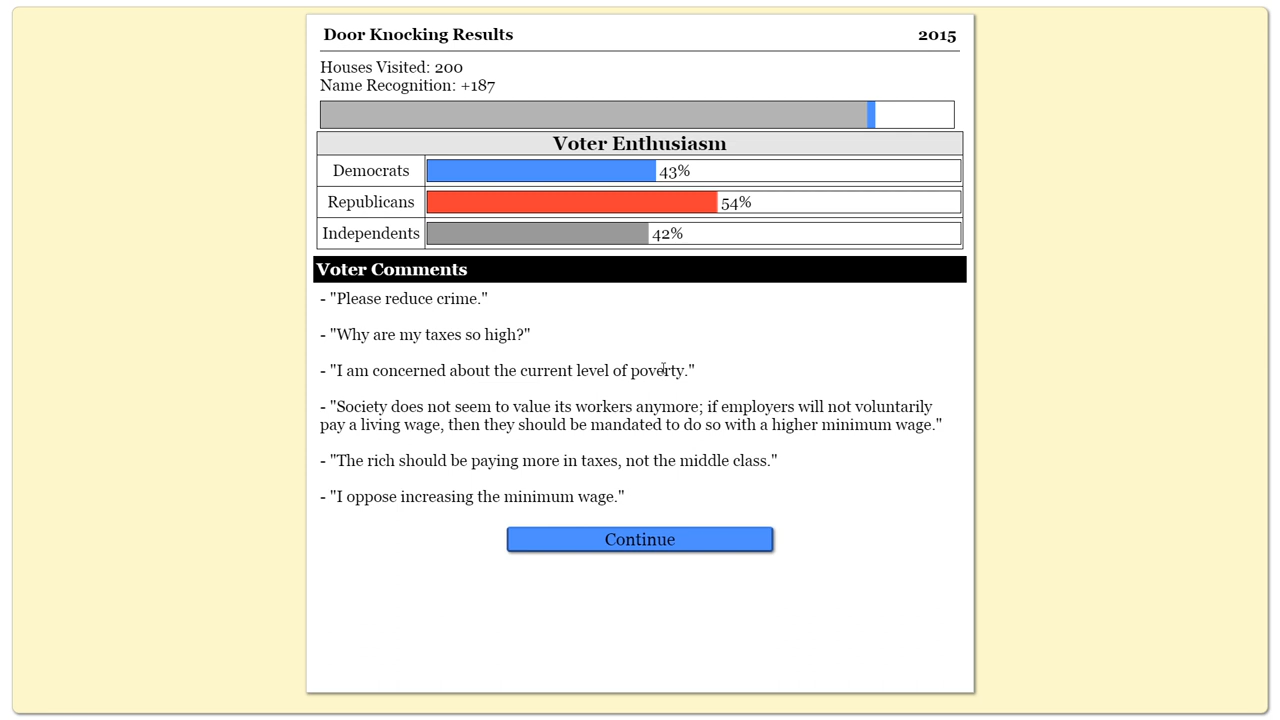 Door Knocking Results 2015
Houses Visited: 200
Name Recognition: +187
Voter Enthusiasm
Democrats 43%
Republicans 54%
Independents 42%
Voter Comments
- "Please reduce crime."
- "Why are my taxes so high?"
- "I am concerned about the current level of poverty."
- "Society does not seem to value its workers anymore; if employers will not voluntarily
pay a living wage, then they should be mandated to do so with a higher minimum wage."
- "The rich should be paying more in taxes, not the middle class."
- "I oppose increasing the minimum wage."
Continue